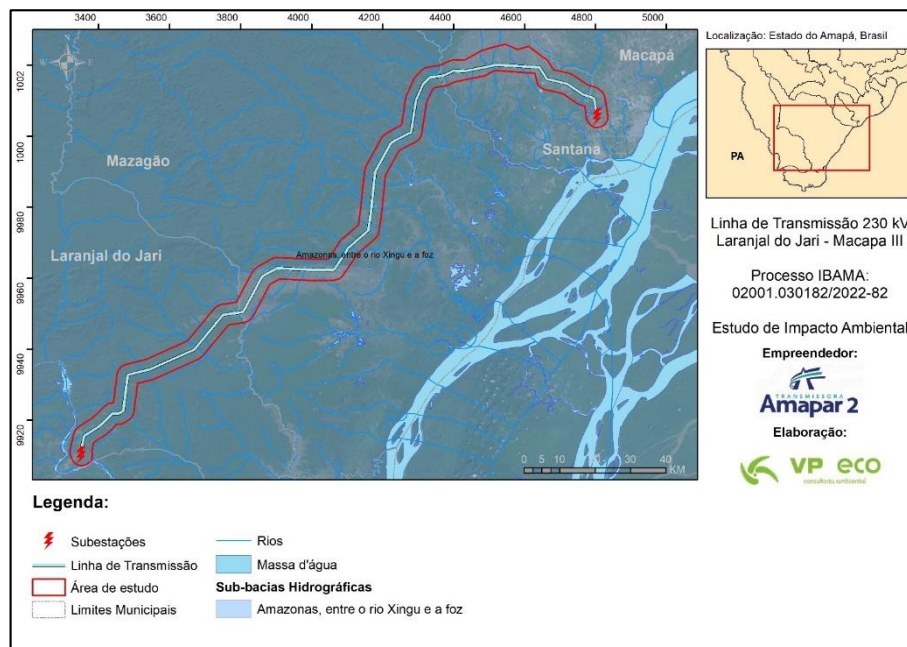 3400 3600 3800 4000 4200 4400 4600 4800 5000
1002
1000
9980
9960
9940
9920
W E
Macapá
Santana
Mazagão
Laranjal do Jari
Amazonas, entre o rio Xingu e a foz
0 5 10 20 30 40
KM
Localização: Estado do Amapá, Brasil
PA
Linha de Transmissão 230 kV
Laranjal do Jari - Macapa III
Processo IBAMA:
02001.030182/2022-82
Estudo de Impacto Ambiental
Empreendedor:
TRANSMISSORA
Amapar 2
Elaboração:
VP eco
consultoria ambiental
Legenda:
Subestações
Linha de Transmissão
Área de estudo
Limites Municipais
Rios
Massa d'água
Sub-bacias Hidrográficas
Amazonas, entre o rio Xingu e a foz